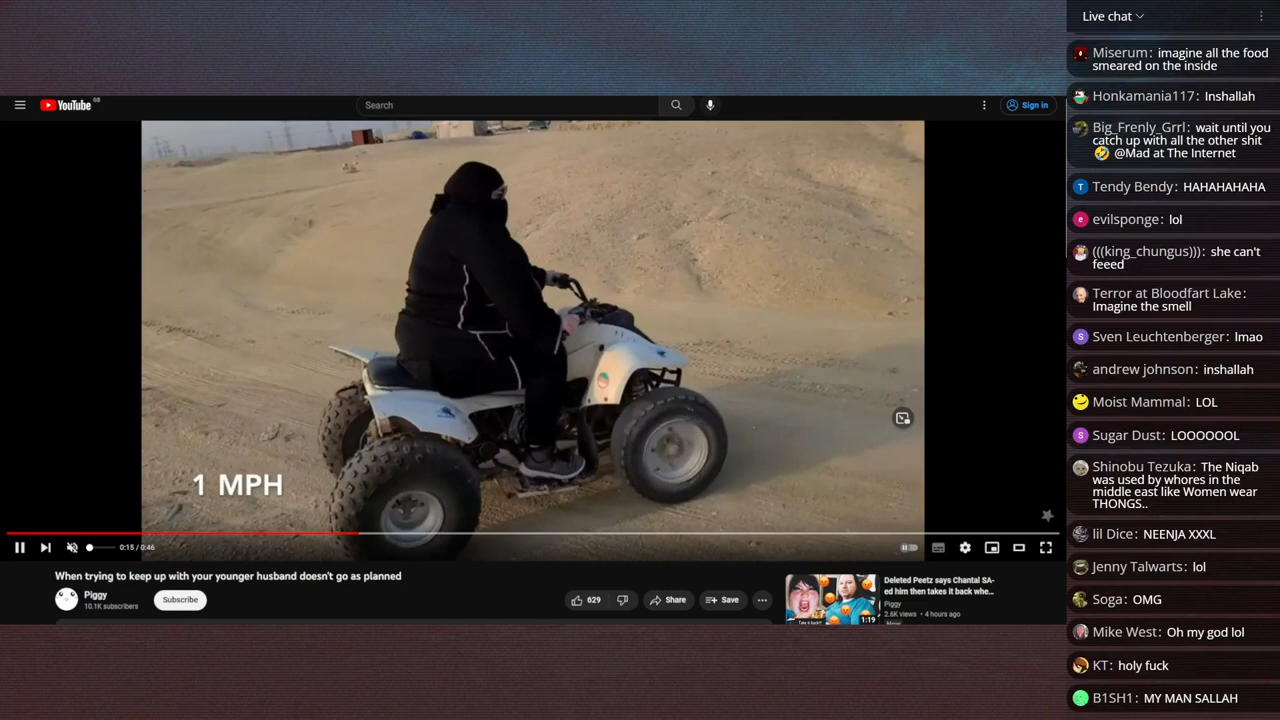 Live chat
Miserum: imagine all the food
smeared on the inside
Honkamania117: Inshallah
Big_Frenly_Grrl: wait until you
catch up with all the other shit
🤣 @Mad at The Internet
T Tendy Bendy: HAHAHAHAHA
e evilsponge: lol
(((king_chungus))): she can't
feeed
Terror at Bloodfart Lake:
Imagine the smell
S Sven Leuchtenberger: lmao
andrew johnson: inshallah
Moist Mammal: LOL
S Sugar Dust: LOOOOOOL
Shinobu Tezuka: The Niqab
was used by whores in the
middle east like Women wear
THONGS..
lil Dice: NEENJA XXXL
Jenny Talwarts: lol
Soga: OMG
Mike West: Oh my god lol
KT: holy fuck
B1SH1: MY MAN SALLAH
YouTube GB
Search
Sign in
1 MPH
0:15 / 0:46
When trying to keep up with your younger husband doesn't go as planned
Piggy
10.1K subscribers
Subscribe
629
Share
Save
Take it back!!
1:19
Deleted Peetz says Chantal SA-
ed him then takes it back whe...
Piggy
2.6K views • 4 hours ago
New